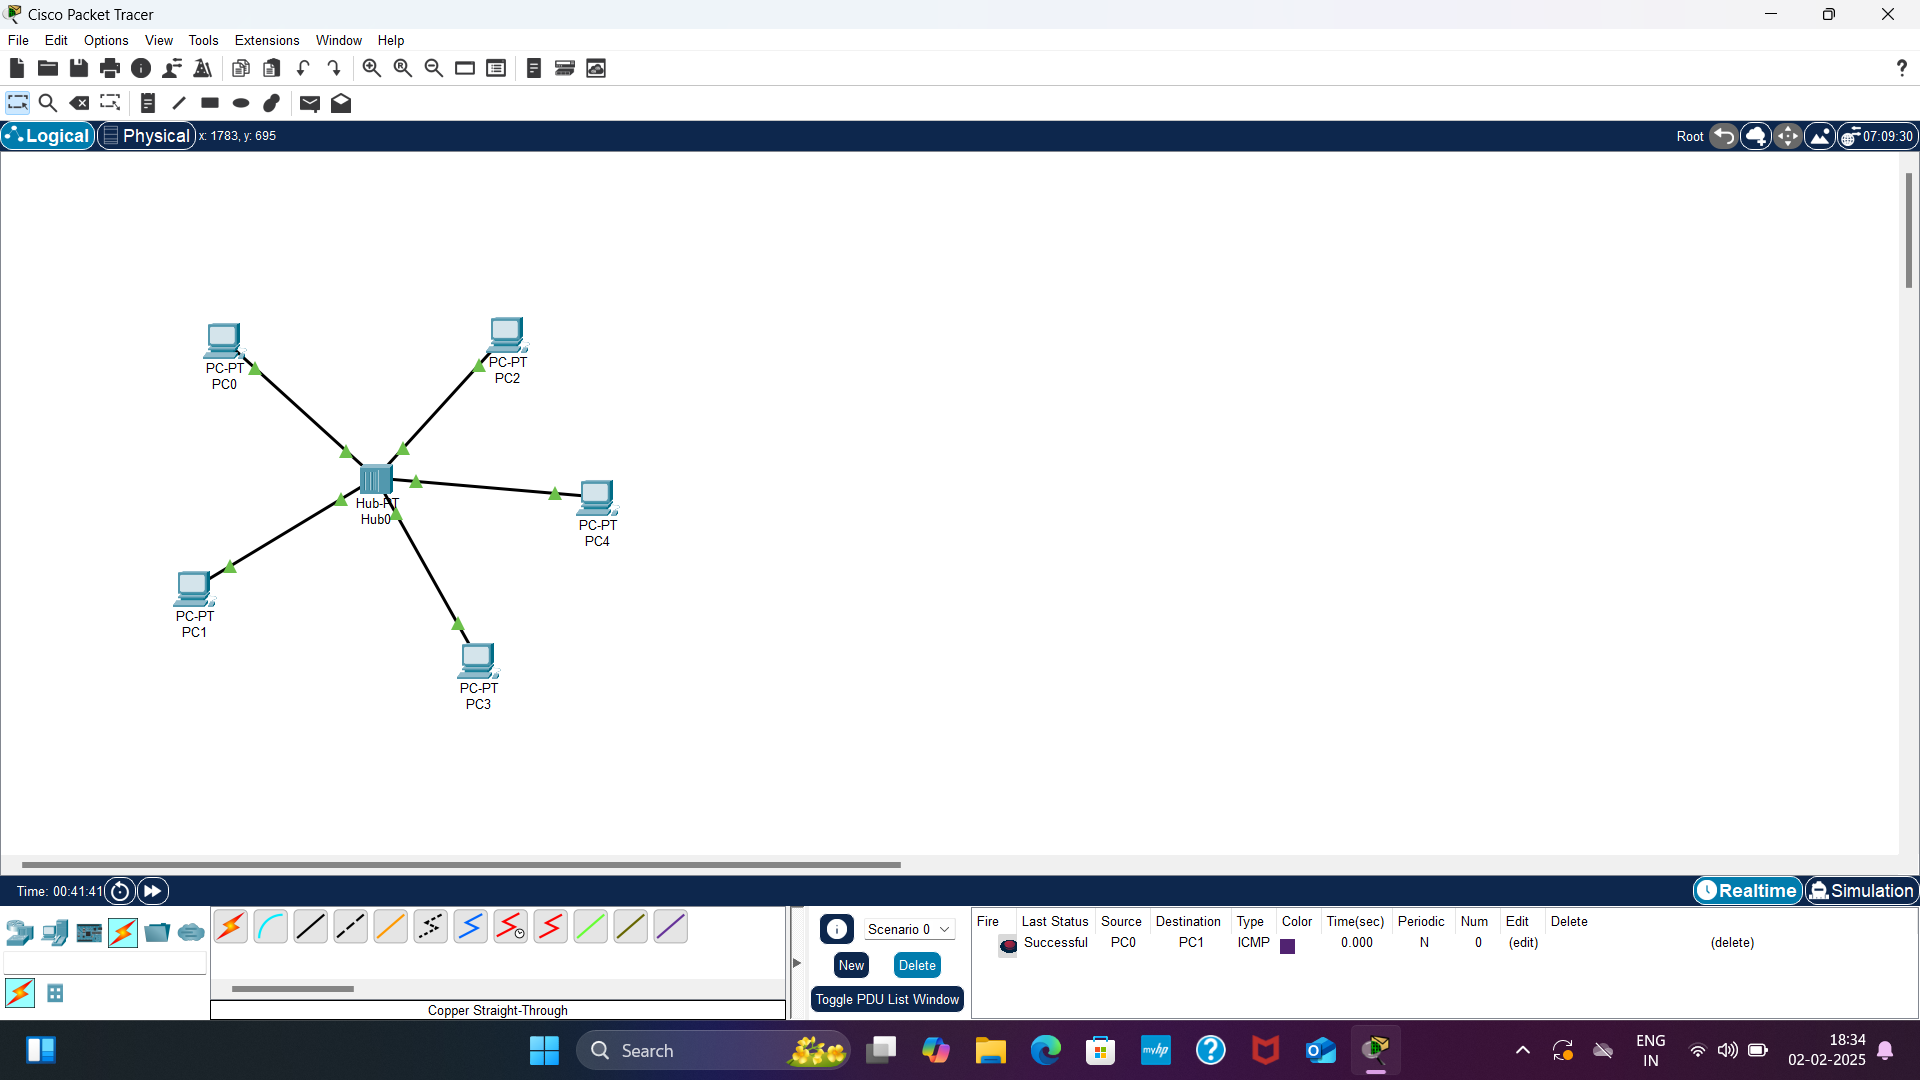 Cisco Packet Tracer
File Edit Options View Tools Extensions Window Help
?
Logical Physical x: 1783, y: 695 Root 07:09:30
PC-PT
PC0
PC-PT
PC2
Hub-PT
Hub0
PC-PT
PC4
PC-PT
PC1
PC-PT
PC3
Time: 00:41:41 Realtime Simulation
Scenario 0
New Delete
Toggle PDU List Window
Fire Last Status Source Destination Type Color Time(sec) Periodic Num Edit Delete
Successful PC0 PC1 ICMP 0.000 N 0 (edit) (delete)
Copper Straight-Through
Search
myhp
ENG
IN
18:34
02-02-2025